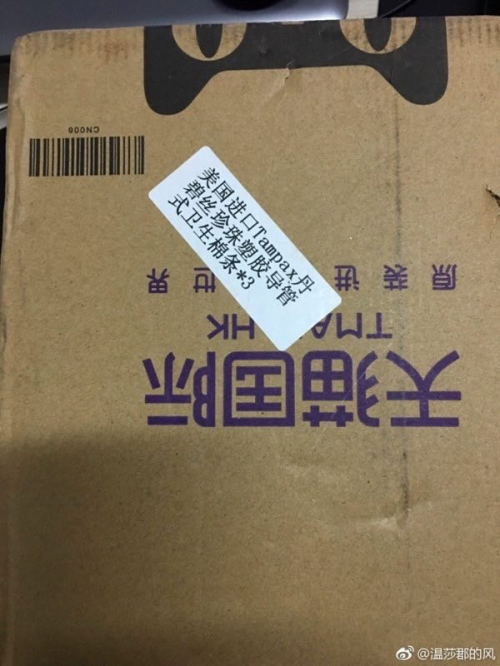 CN006
美国进口Tampax丹
碧丝珍珠塑胶导管
式卫生棉条*3
天猫国际
TMA HK
原装进 世界
@温莎郡的风